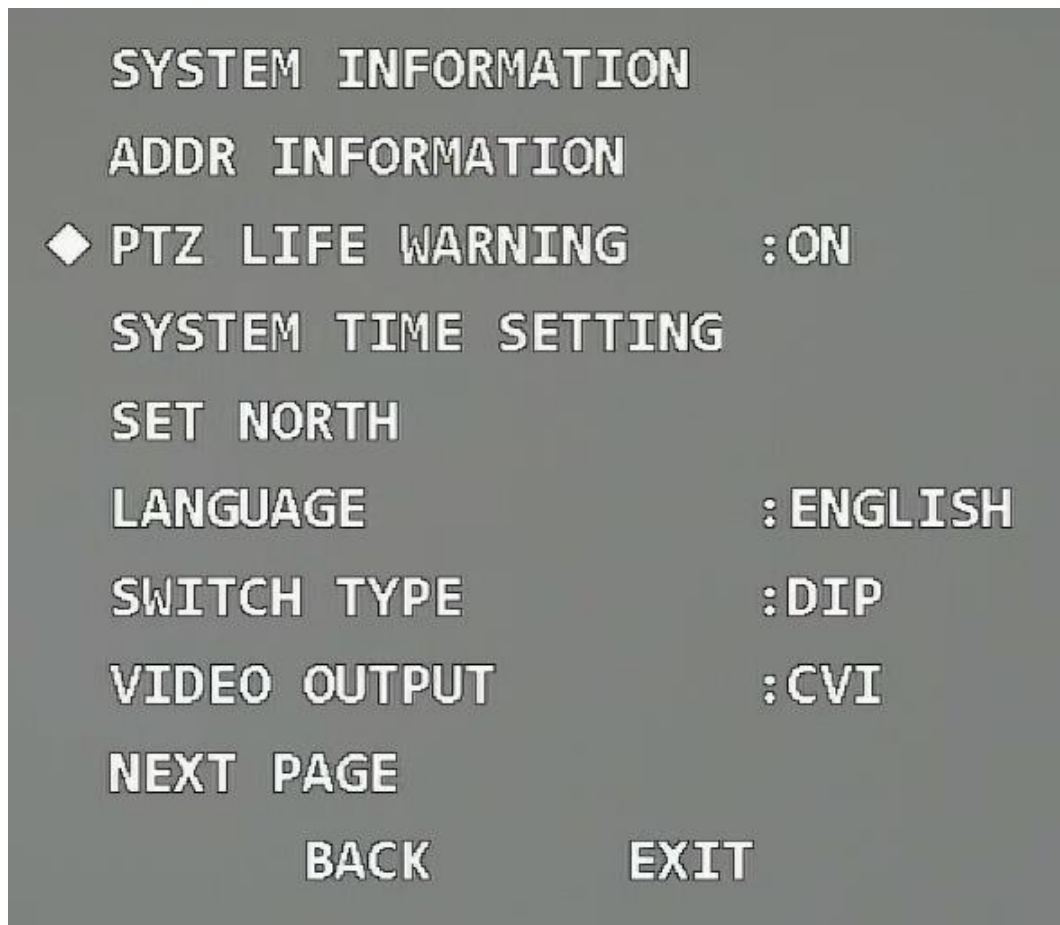 SYSTEM INFORMATION
ADDR INFORMATION
PTZ LIFE WARNING :ON
SYSTEM TIME SETTING
SET NORTH
LANGUAGE :ENGLISH
SWITCH TYPE :DIP
VIDEO OUTPUT :CVI
NEXT PAGE
BACK EXIT